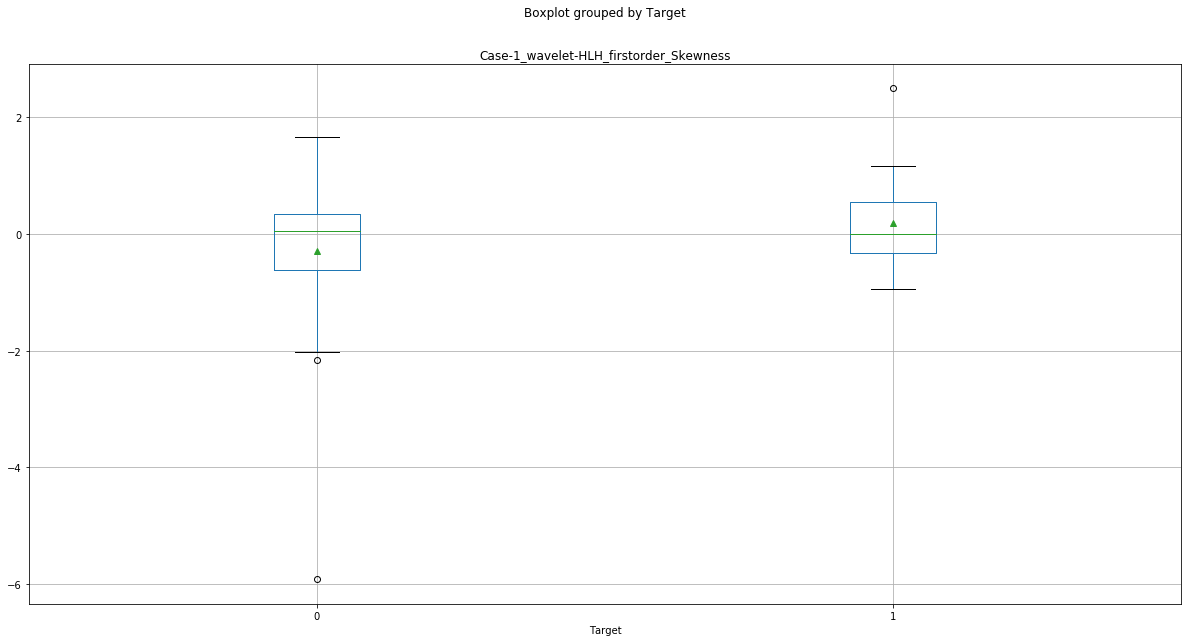 Boxplot grouped by Target
Case-1_wavelet-HLH_firstorder_Skewness
2
0
−2
−4
−6
0 1
Target